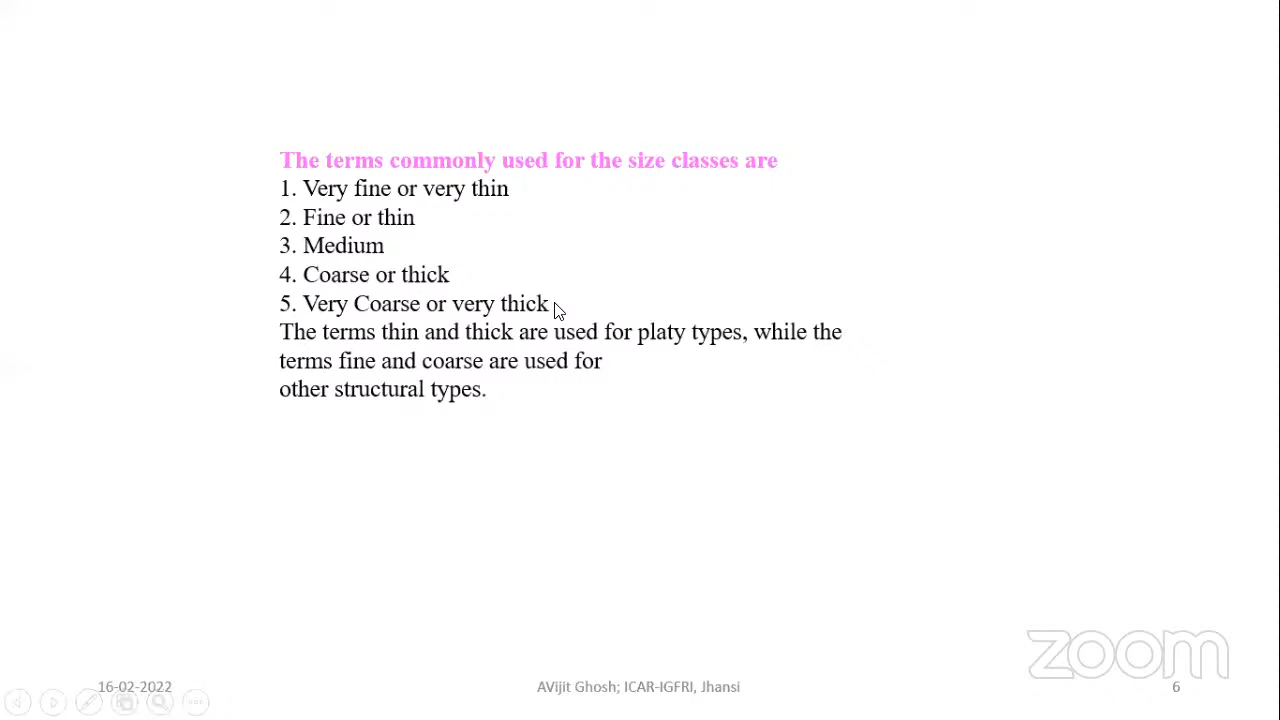 The terms commonly used for the size classes are
1. Very fine or very thin
2. Fine or thin
3. Medium
4. Coarse or thick
5. Very Coarse or very thick
The terms thin and thick are used for platy types, while the
terms fine and coarse are used for
other structural types.
zoom
16-02-2022
AVijit Ghosh; ICAR-IGFRI, Jhansi
6